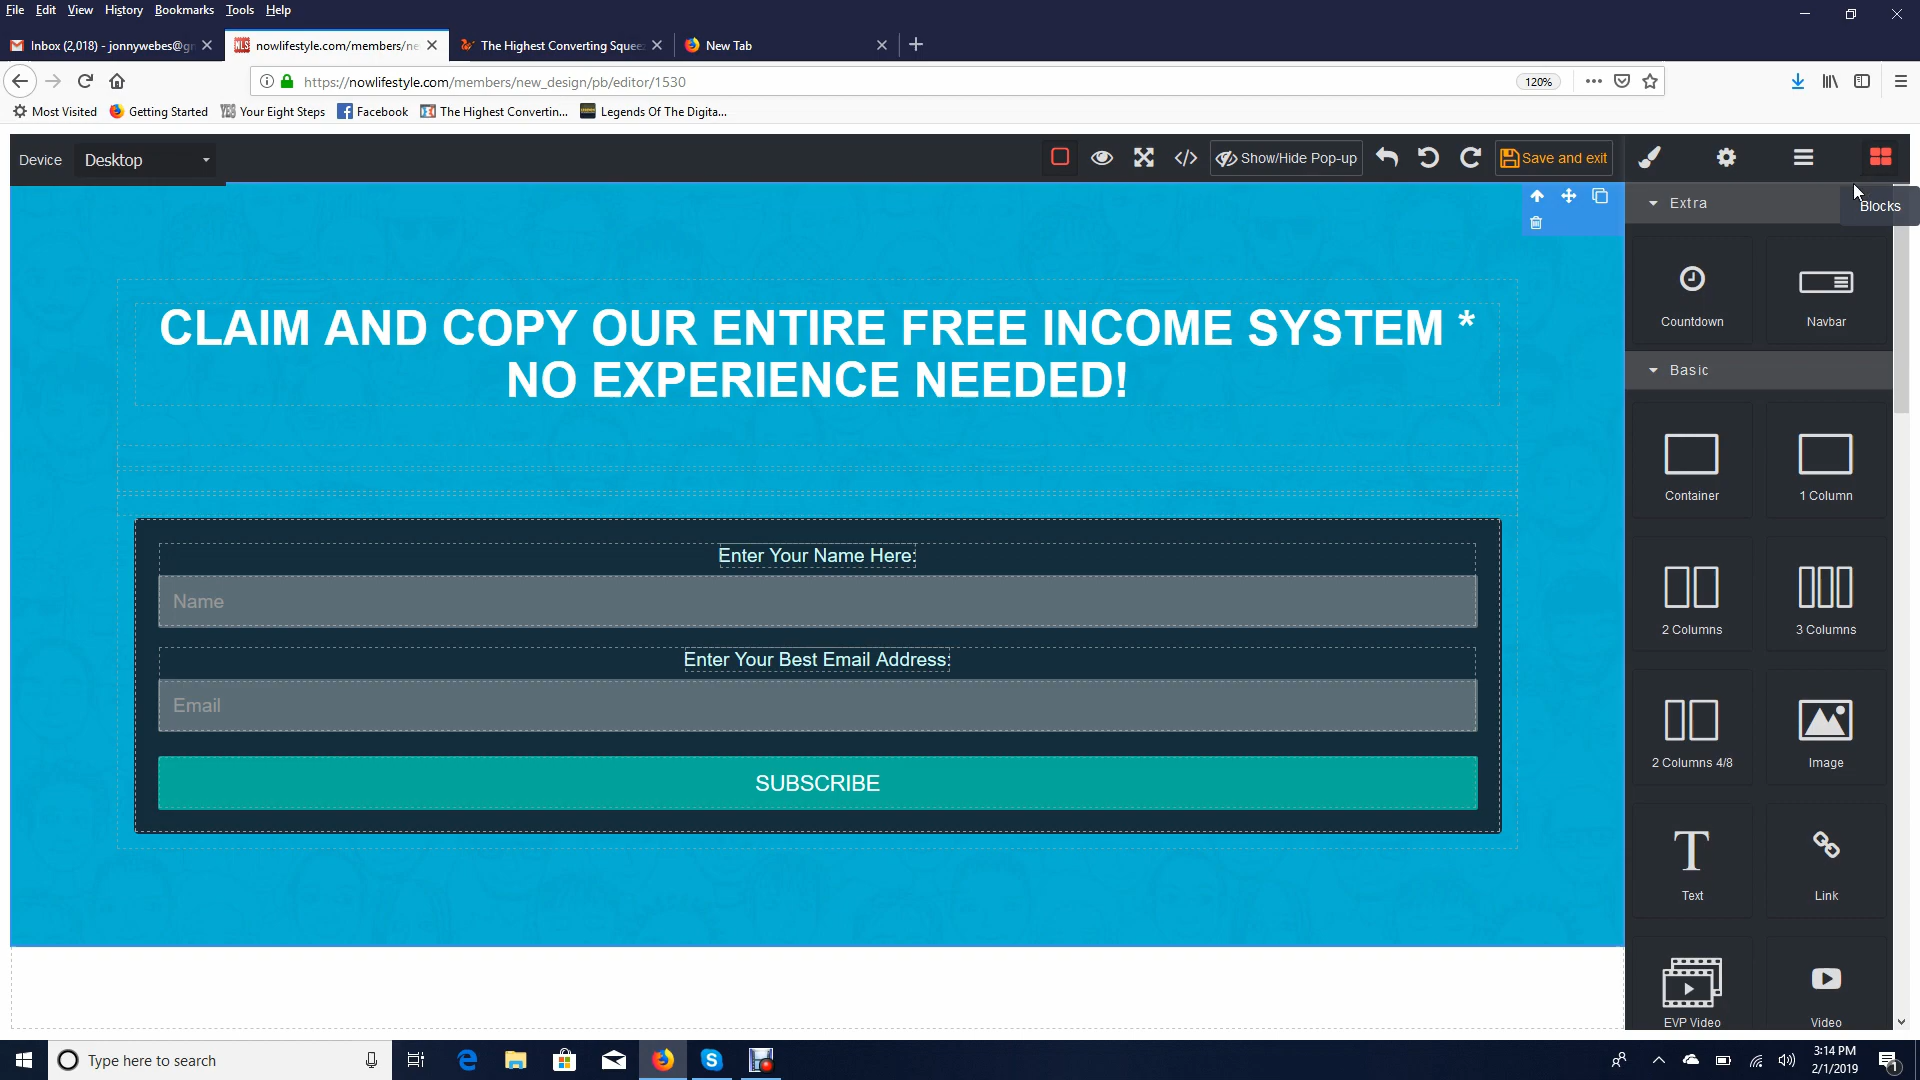 File Edit View History Bookmarks Tools Help
Inbox (2,018) - jonnywebes@gm
nowlifestyle.com/members/ne
The Highest Converting Squee
New Tab
https://nowlifestyle.com/members/new_design/pb/editor/1530
120%
Most Visited
Getting Started
YES Your Eight Steps
Facebook
The Highest Convertin...
Legends Of The Digita...
Device
Desktop
Show/Hide Pop-up
Save and exit
Blocks
Extra
Countdown
Navbar
Basic
Container
1 Column
2 Columns
3 Columns
2 Columns 4/8
Image
Text
Link
EVP Video
Video
CLAIM AND COPY OUR ENTIRE FREE INCOME SYSTEM *
NO EXPERIENCE NEEDED!
Enter Your Name Here:
Name
Enter Your Best Email Address:
Email
SUBSCRIBE
Type here to search
3:14 PM
2/1/2019
1